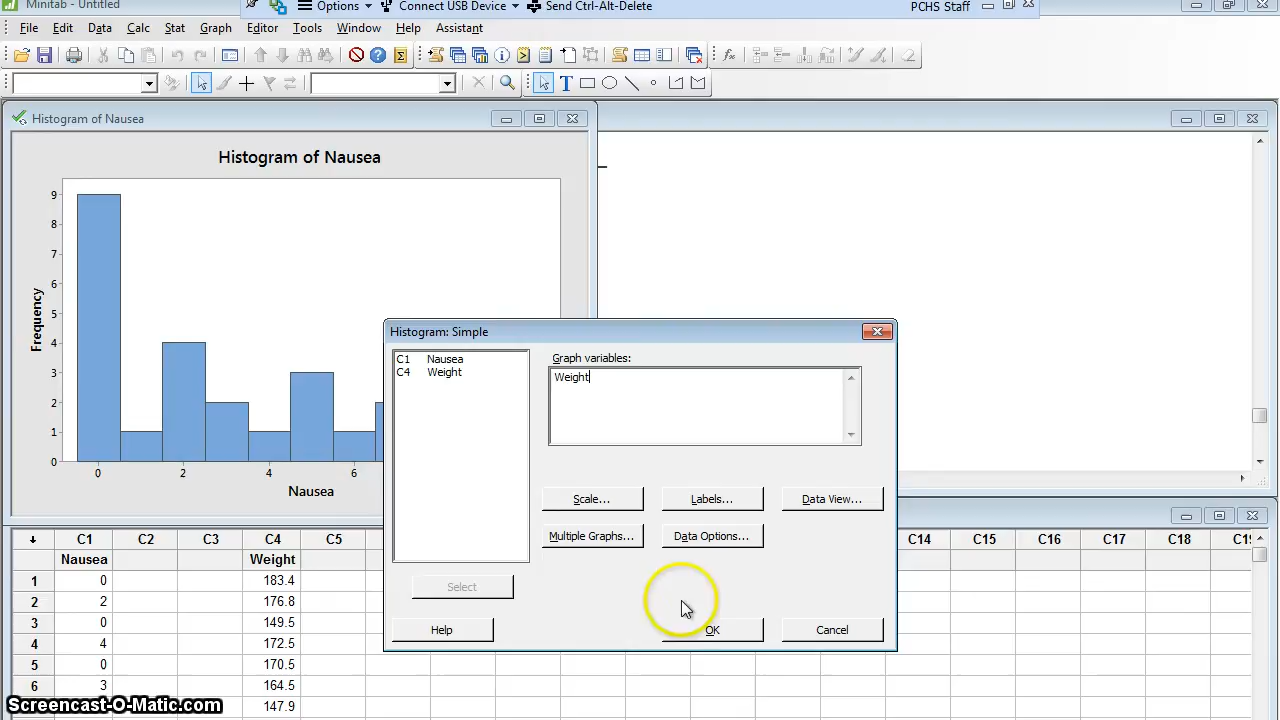 Minitab - Untitled
Options
Connect USB Device
Send Ctrl-Alt-Delete
PCHS Staff
File Edit Data Calc Stat Graph Editor Tools Window Help Assistant
Histogram of Nausea
Histogram of Nausea
9
8
7
6
5
4
3
2
1
0
Frequency
0 2 4 6
Nausea
Histogram: Simple
C1 Nausea
C4 Weight
Graph variables:
Weight
Scale... Labels... Data View...
Multiple Graphs... Data Options...
Select
Help OK Cancel
C1 C2 C3 C4 C5 C14 C15 C16 C17 C18 C19
Nausea Weight
1 0 183.4
2 2 176.8
3 0 149.5
4 4 172.5
5 0 170.5
6 3 164.5
147.9
Screencast-O-Matic.com